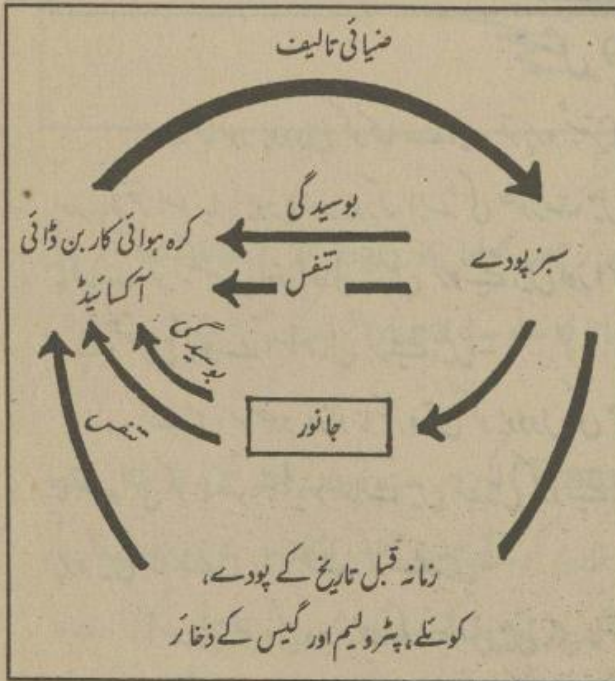 ضیائی تالیف
بوسیدگی
سبز پودے
کرہ ہوائی کاربن ڈائی
آکسائیڈ
تنفس
بوسیدگی
تنفس
جانور
زمانہ قبل تاریخ کے پودے،
کوئلے، پٹرولیم اور گیس کے ذخائر